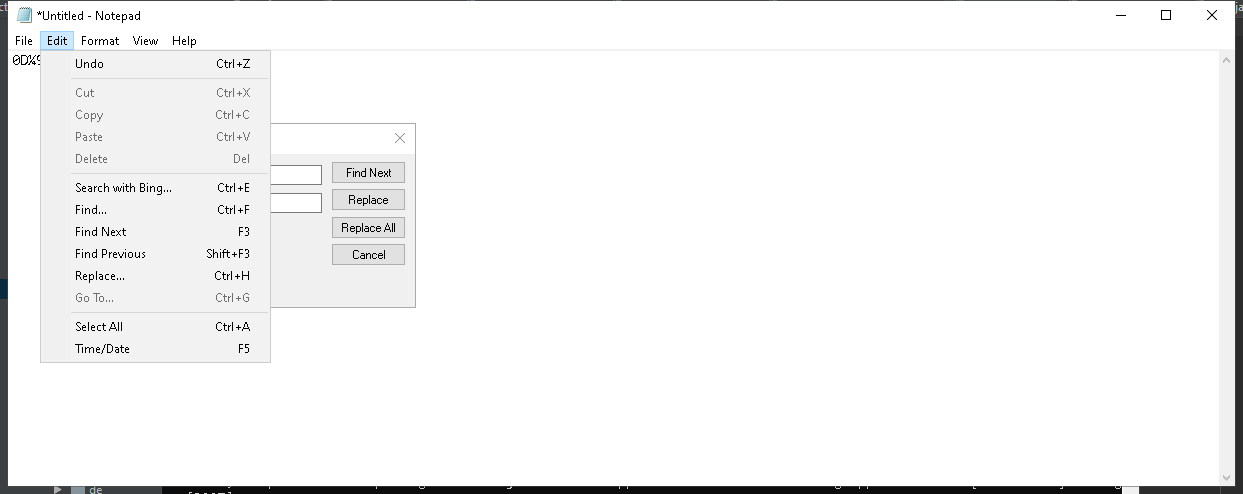 *Untitled - Notepad
File Edit Format View Help
Undo Ctrl+Z
Cut Ctrl+X
Copy Ctrl+C
Paste Ctrl+V
Delete Del
Search with Bing... Ctrl+E
Find... Ctrl+F
Find Next F3
Find Previous Shift+F3
Replace... Ctrl+H
Go To... Ctrl+G
Select All Ctrl+A
Time/Date F5
Find Next
Replace
Replace All
Cancel
de